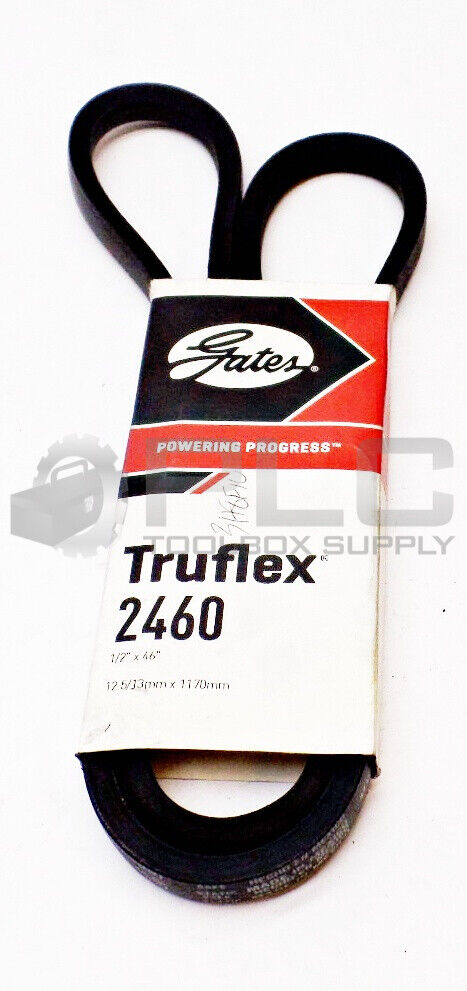 Gates®
POWERING PROGRESS™
PLC
TOOLBOX SUPPLY
Truflex®
2460
1/2" x 46"
12.5/13mm x 1170mm